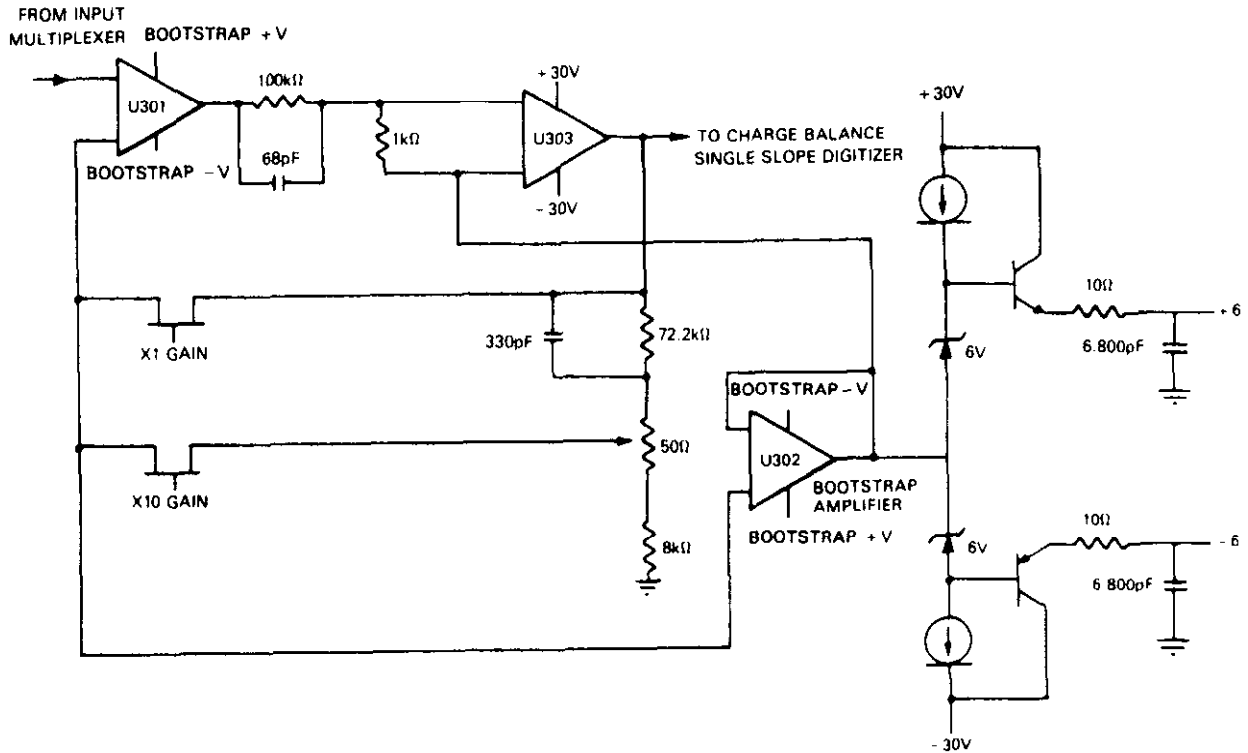 FROM INPUT
MULTIPLEXER
BOOTSTRAP + V
U301
BOOTSTRAP – V
100kΩ
68pF
1kΩ
+ 30V
U303
– 30V
TO CHARGE BALANCE
SINGLE SLOPE DIGITIZER
X1 GAIN
330pF
72.2kΩ
X10 GAIN
50Ω
8kΩ
BOOTSTRAP – V
U302
BOOTSTRAP
AMPLIFIER
BOOTSTRAP + V
+ 30V
10Ω
+ 6
6.800pF
6V
6V
10Ω
– 6
6 800pF
– 30V